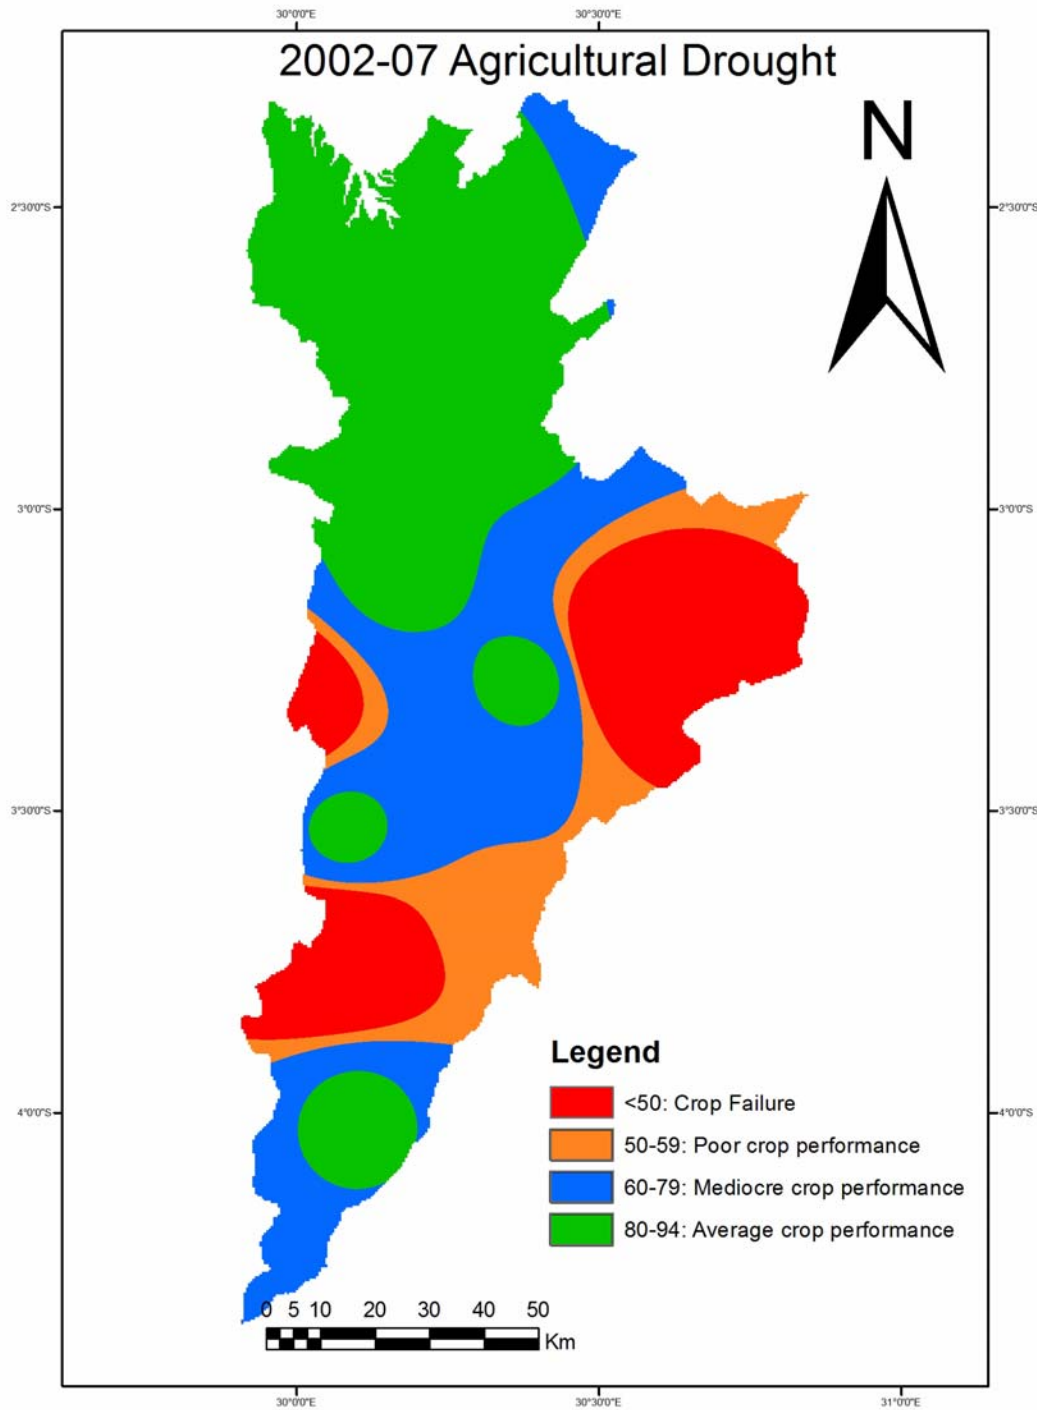 30°0'0"E 30°30'0"E
2002-07 Agricultural Drought
N
2°30'0"S 2°30'0"S
3°0'0"S 3°0'0"S
3°30'0"S 3°30'0"S
Legend
<50: Crop Failure
4°0'0"S 4°0'0"S
50-59: Poor crop performance
60-79: Mediocre crop performance
80-94: Average crop performance
0 5 10 20 30 40 50
Km
30°0'0"E 30°30'0"E 31°0'0"E